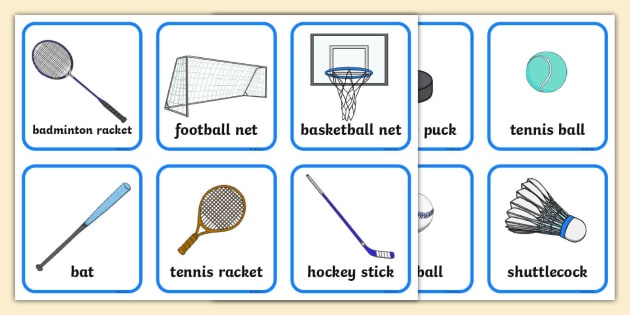 badminton racket
football net
basketball net
puck
tennis ball
bat
tennis racket
hockey stick
ball
shuttlecock